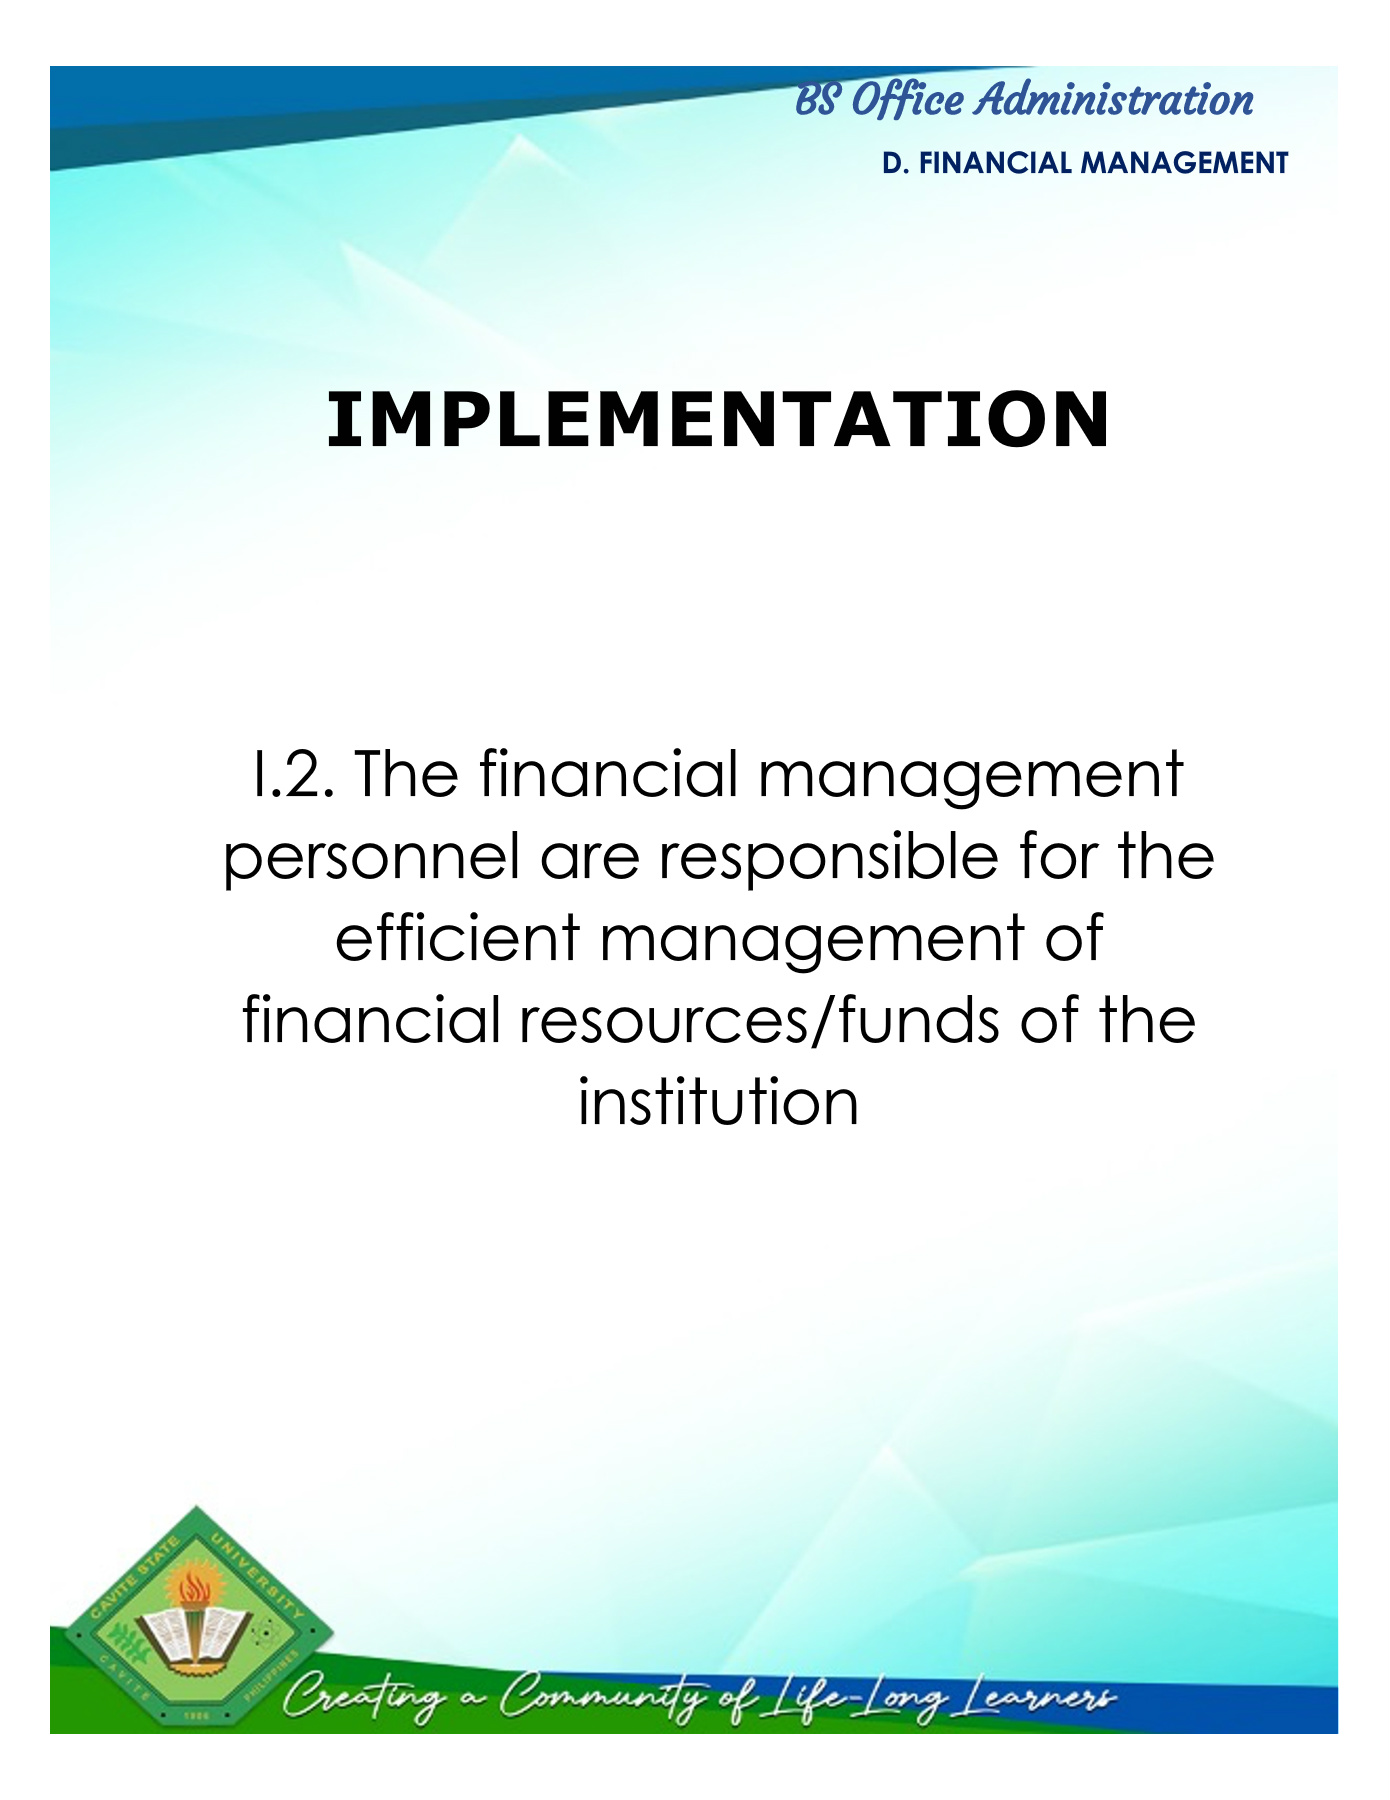 BS Office Administration
D. FINANCIAL MANAGEMENT
IMPLEMENTATION
I.2. The financial management
personnel are responsible for the
efficient management of
financial resources/funds of the
institution
CAVITE STATE UNIVERSITY
CAVITE
PHILIPPINES
1906
Creating a Community of Life-Long Learners